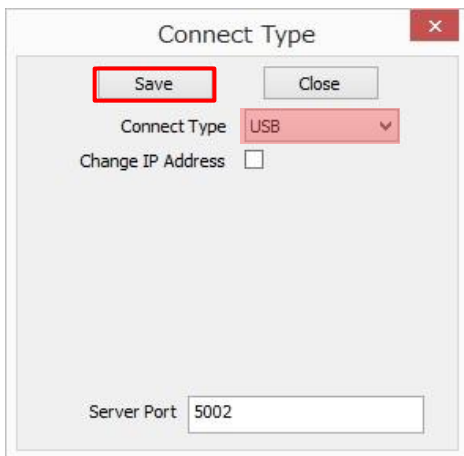 Connect Type
Save Close
Connect Type USB
Change IP Address
Server Port 5002